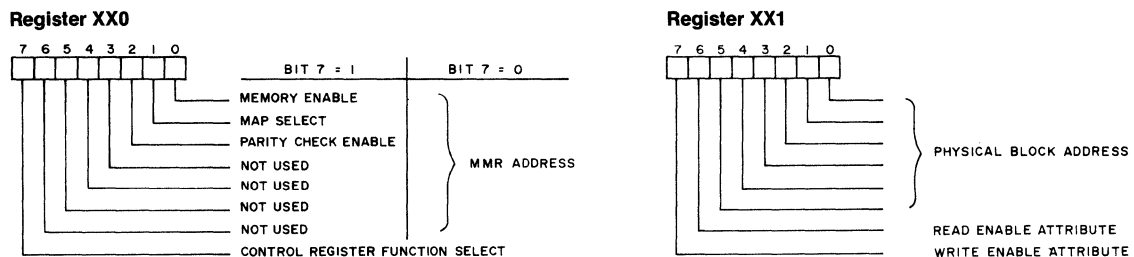 Register XX0
7 6 5 4 3 2 1 0
BIT 7 = 1 BIT 7 = 0
MEMORY ENABLE
MAP SELECT
PARITY CHECK ENABLE
NOT USED
MMR ADDRESS
NOT USED
NOT USED
NOT USED
CONTROL REGISTER FUNCTION SELECT
Register XX1
7 6 5 4 3 2 1 0
PHYSICAL BLOCK ADDRESS
READ ENABLE ATTRIBUTE
WRITE ENABLE ATTRIBUTE